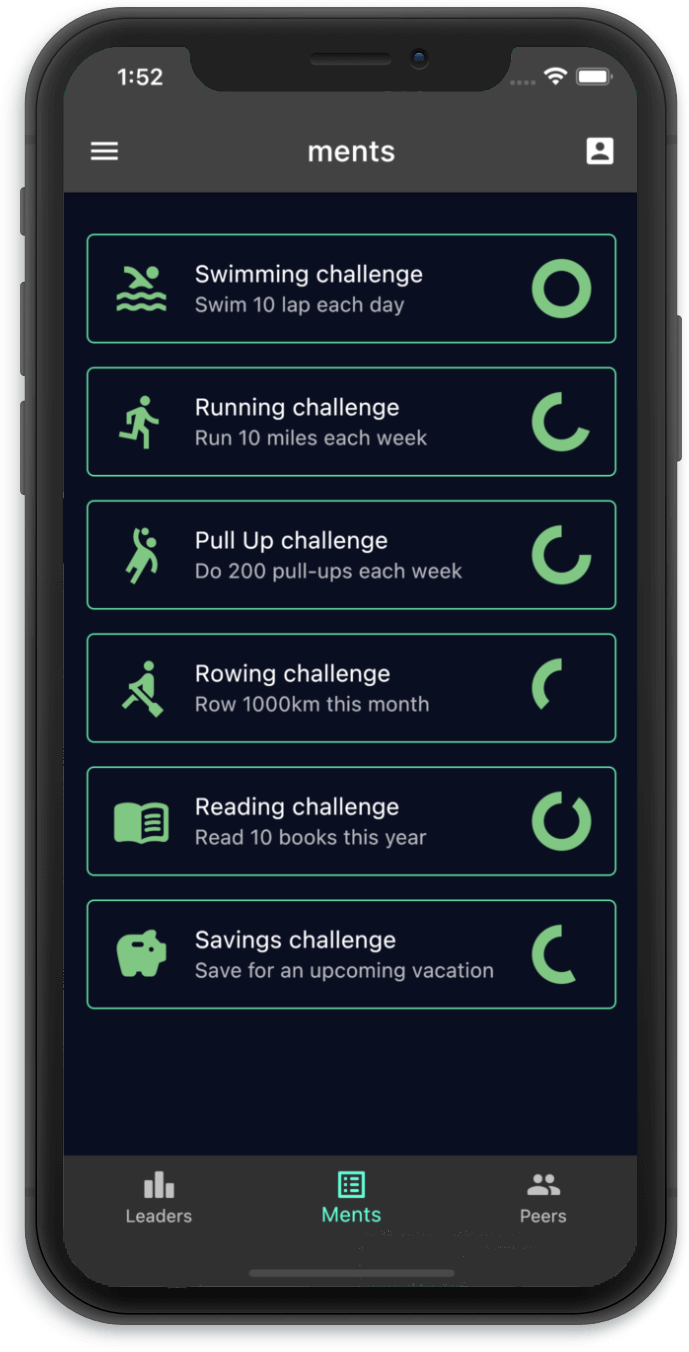 1:52
ments
Swimming challenge
Swim 10 lap each day
Running challenge
Run 10 miles each week
Pull Up challenge
Do 200 pull-ups each week
Rowing challenge
Row 1000km this month
Reading challenge
Read 10 books this year
Savings challenge
Save for an upcoming vacation
Leaders
Ments
Peers